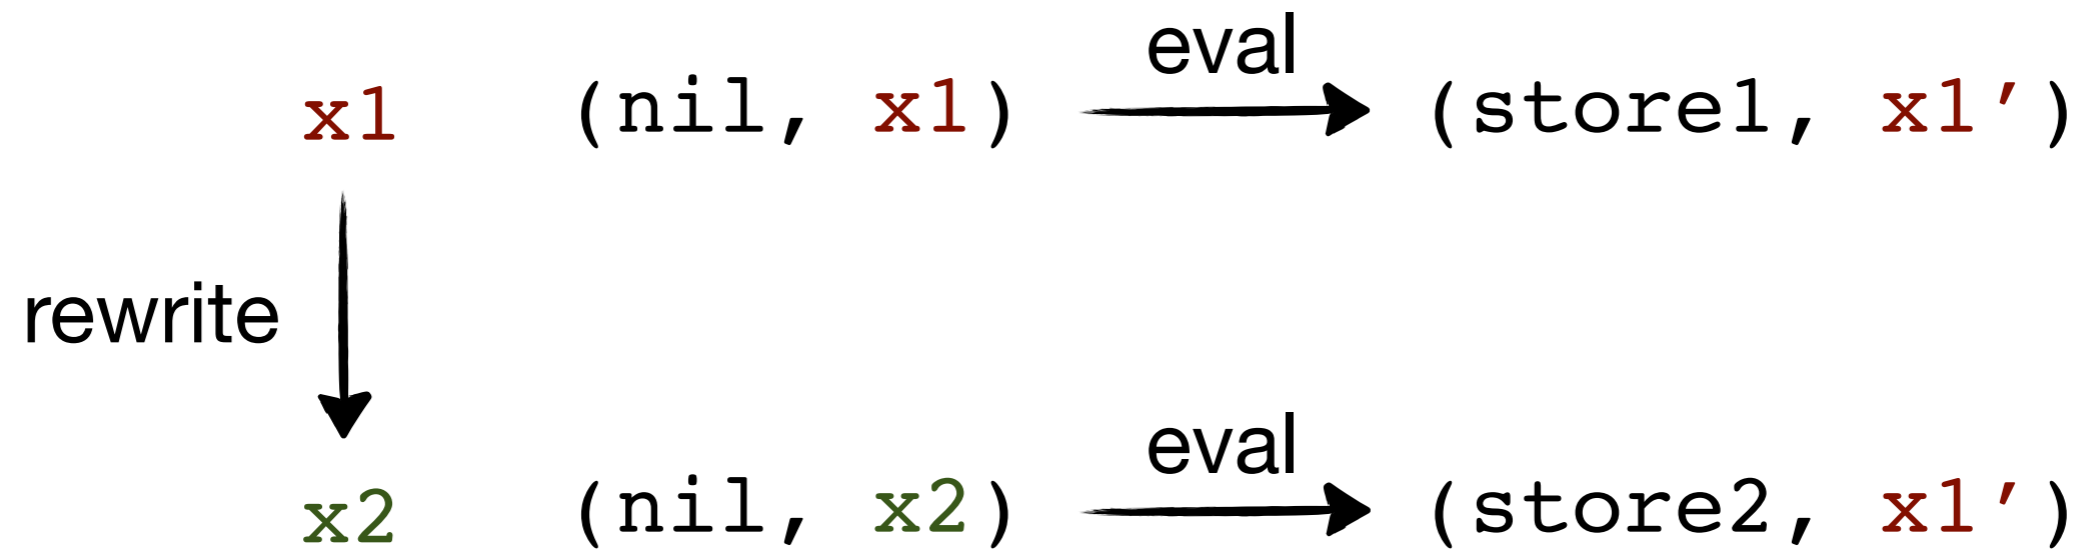 eval
x1 (nil, x1) (store1, x1’)
rewrite
eval
x2 (nil, x2) (store2, x1’)